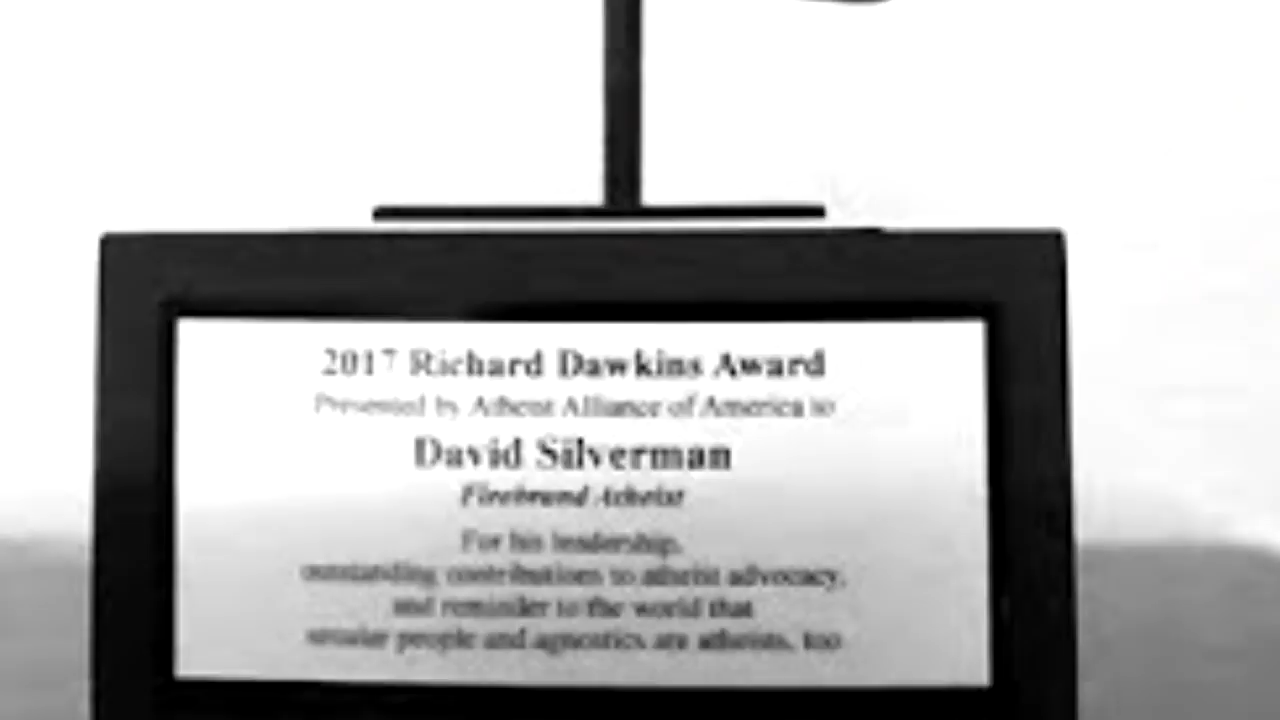 2017 Richard Dawkins Award
Presented by Atheist Alliance of America to
David Silverman
Firebrand Atheist
For his leadership,
outstanding contributions to atheist advocacy,
and reminder to the world that
secular people and agnostics are atheists, too